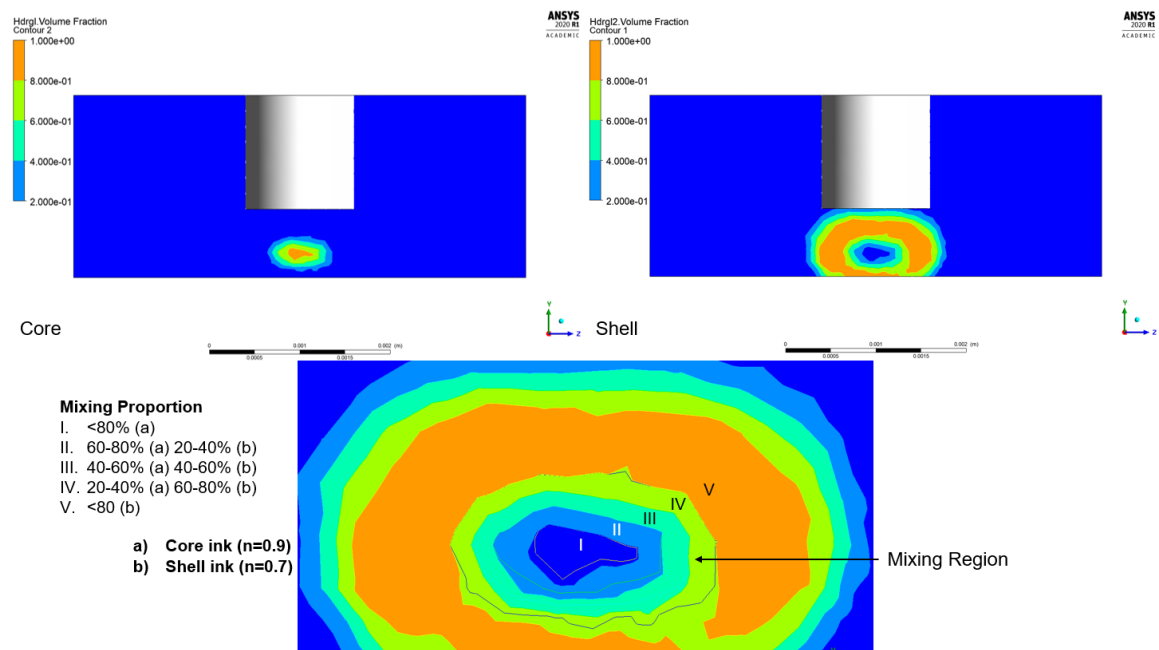 Hdrgl.Volume Fraction
Contour 2
1.000e+00
8.000e-01
6.000e-01
4.000e-01
2.000e-01
ANSYS
2020 R1
ACADEMIC
Hdrgl2.Volume Fraction
Contour 1
1.000e+00
8.000e-01
6.000e-01
4.000e-01
2.000e-01
ANSYS
2020 R1
ACADEMIC
Core
Y
Z
Shell
Y
Z
0 0.001 0.002 (m)
0.0005 0.0015
0 0.001 0.002 (m)
0.0005 0.0015
Mixing Proportion
I. <80% (a)
II. 60-80% (a) 20-40% (b)
III. 40-60% (a) 40-60% (b)
IV. 20-40% (a) 60-80% (b)
V. <80 (b)
a) Core ink (n=0.9)
b) Shell ink (n=0.7)
V
IV
III
II
I
Mixing Region